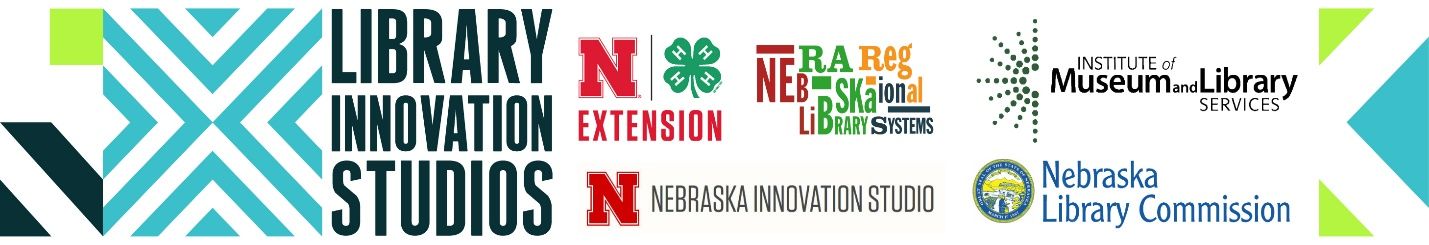 LIBRARY
INNOVATION
STUDIOS
N
H H H H
EXTENSION
NEBRASKA Regional
LiBRARY SYSTEMS
N NEBRASKA INNOVATION STUDIO
INSTITUTE of
Museum and Library
SERVICES
Nebraska
Library Commission